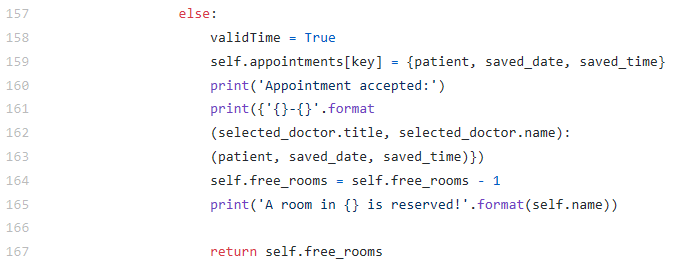 157 else:
158 validTime = True
159 self.appointments[key] = {patient, saved_date, saved_time}
160 print('Appointment accepted:')
161 print({'{}-{}'.format
162 (selected_doctor.title, selected_doctor.name):
163 (patient, saved_date, saved_time)})
164 self.free_rooms = self.free_rooms - 1
165 print('A room in {} is reserved!'.format(self.name))
166
167 return self.free_rooms